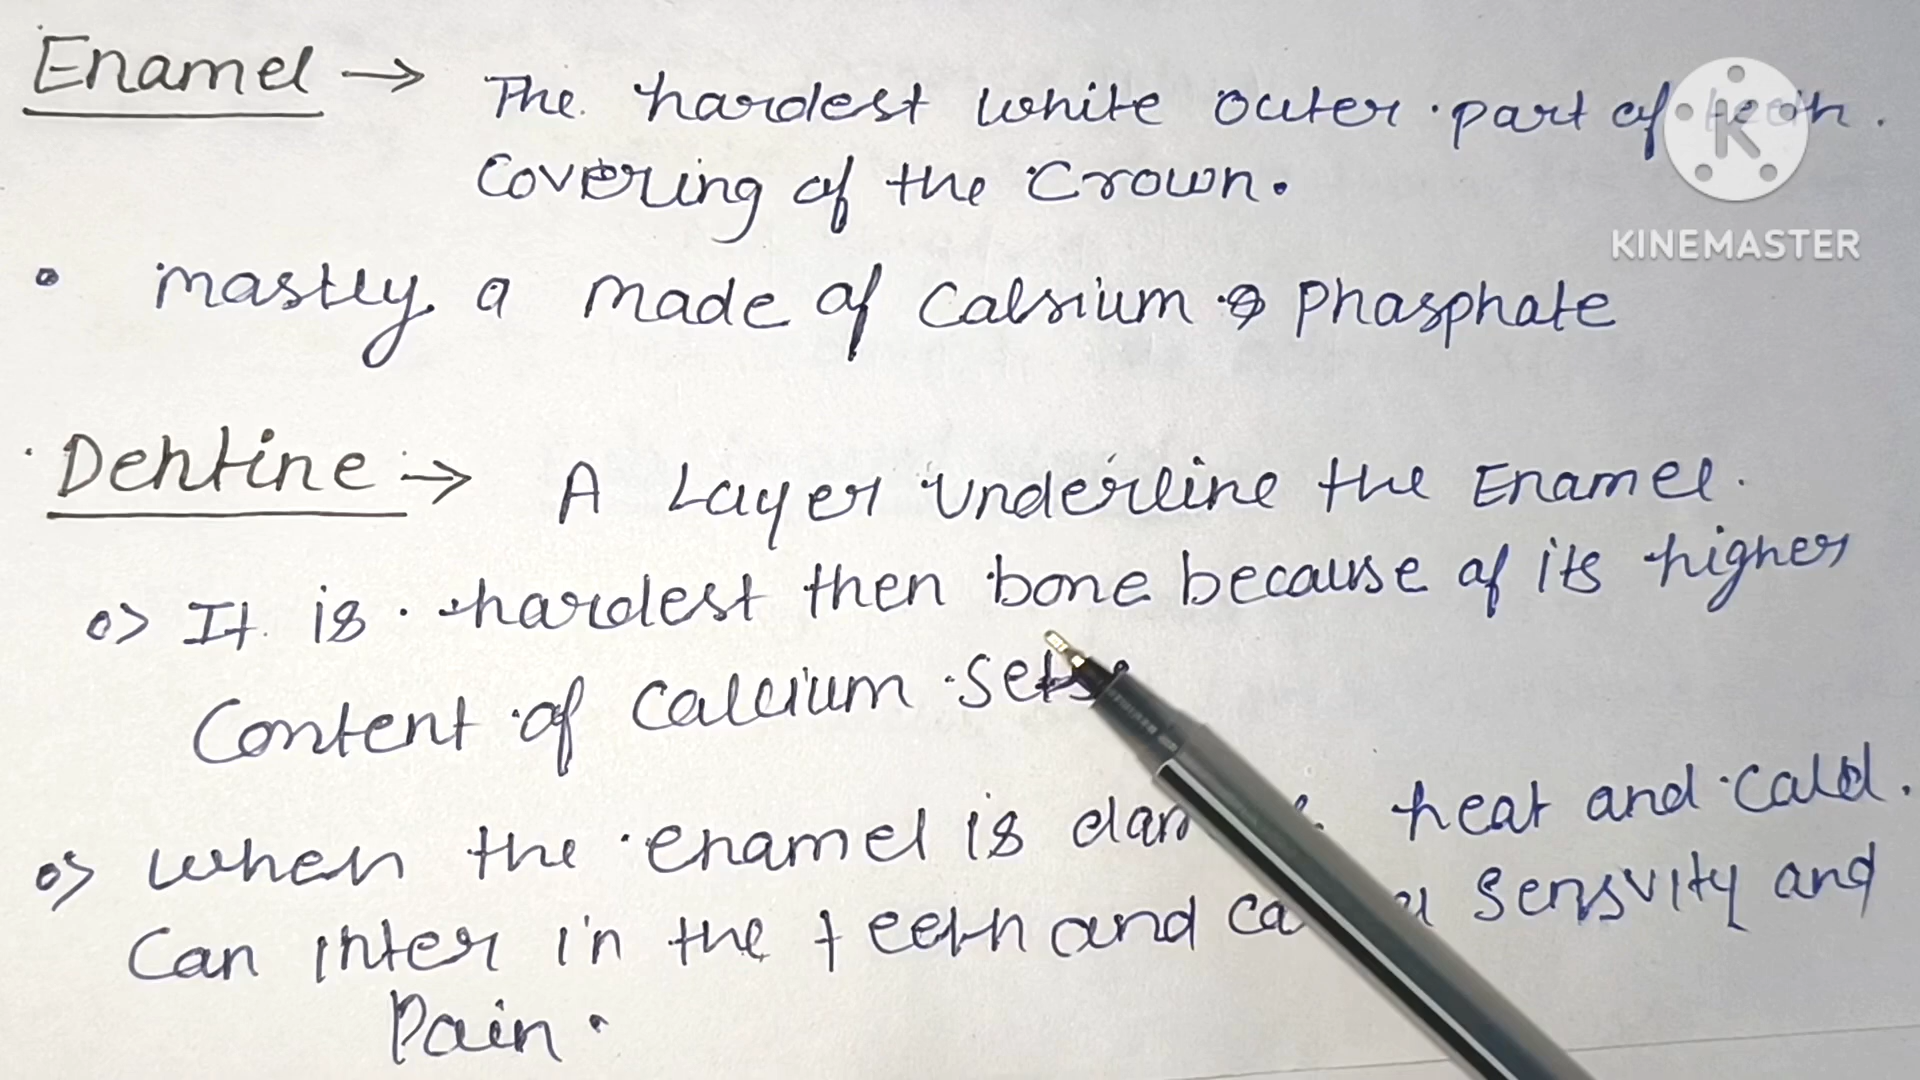 Enamel → The hardest white outer part of teeth.
covering of the Crown.
• mastly a made of Calsium & Phasphate
Dentine → A Layer underline the Enamel.
It is hardest then bone because of its higher
Content of Calcium
When the enamel is heat and cald.
Can inter in the teeth and Sensvity and
Pain.
K
KINEMASTER